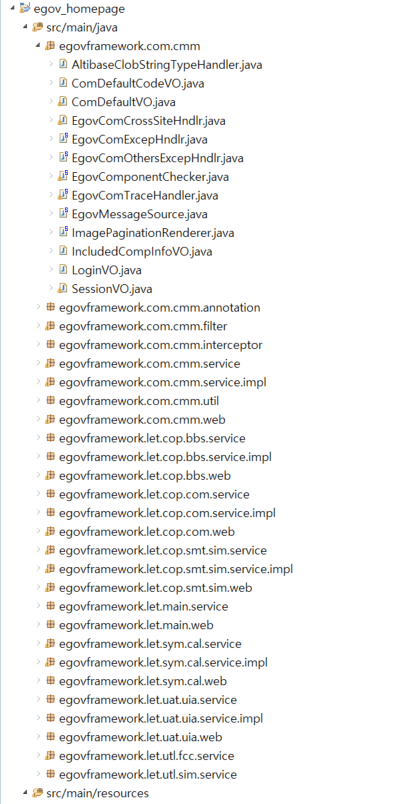 egov_homepage
src/main/java
egovframework.com.cmm
AltibaseClobStringTypeHandler.java
ComDefaultCodeVO.java
ComDefaultVO.java
EgovComCrossSiteHndlr.java
EgovComExcepHndlr.java
EgovComOthersExcepHndlr.java
EgovComponentChecker.java
EgovComTraceHandler.java
EgovMessageSource.java
ImagePaginationRenderer.java
IncludedCompInfoVO.java
LoginVO.java
SessionVO.java
egovframework.com.cmm.annotation
egovframework.com.cmm.filter
egovframework.com.cmm.interceptor
egovframework.com.cmm.service
egovframework.com.cmm.service.impl
egovframework.com.cmm.util
egovframework.com.cmm.web
egovframework.let.cop.bbs.service
egovframework.let.cop.bbs.service.impl
egovframework.let.cop.bbs.web
egovframework.let.cop.com.service
egovframework.let.cop.com.service.impl
egovframework.let.cop.com.web
egovframework.let.cop.smt.sim.service
egovframework.let.cop.smt.sim.service.impl
egovframework.let.cop.smt.sim.web
egovframework.let.main.service
egovframework.let.main.web
egovframework.let.sym.cal.service
egovframework.let.sym.cal.service.impl
egovframework.let.sym.cal.web
egovframework.let.uat.uia.service
egovframework.let.uat.uia.service.impl
egovframework.let.uat.uia.web
egovframework.let.utl.fcc.service
egovframework.let.utl.sim.service
src/main/resources